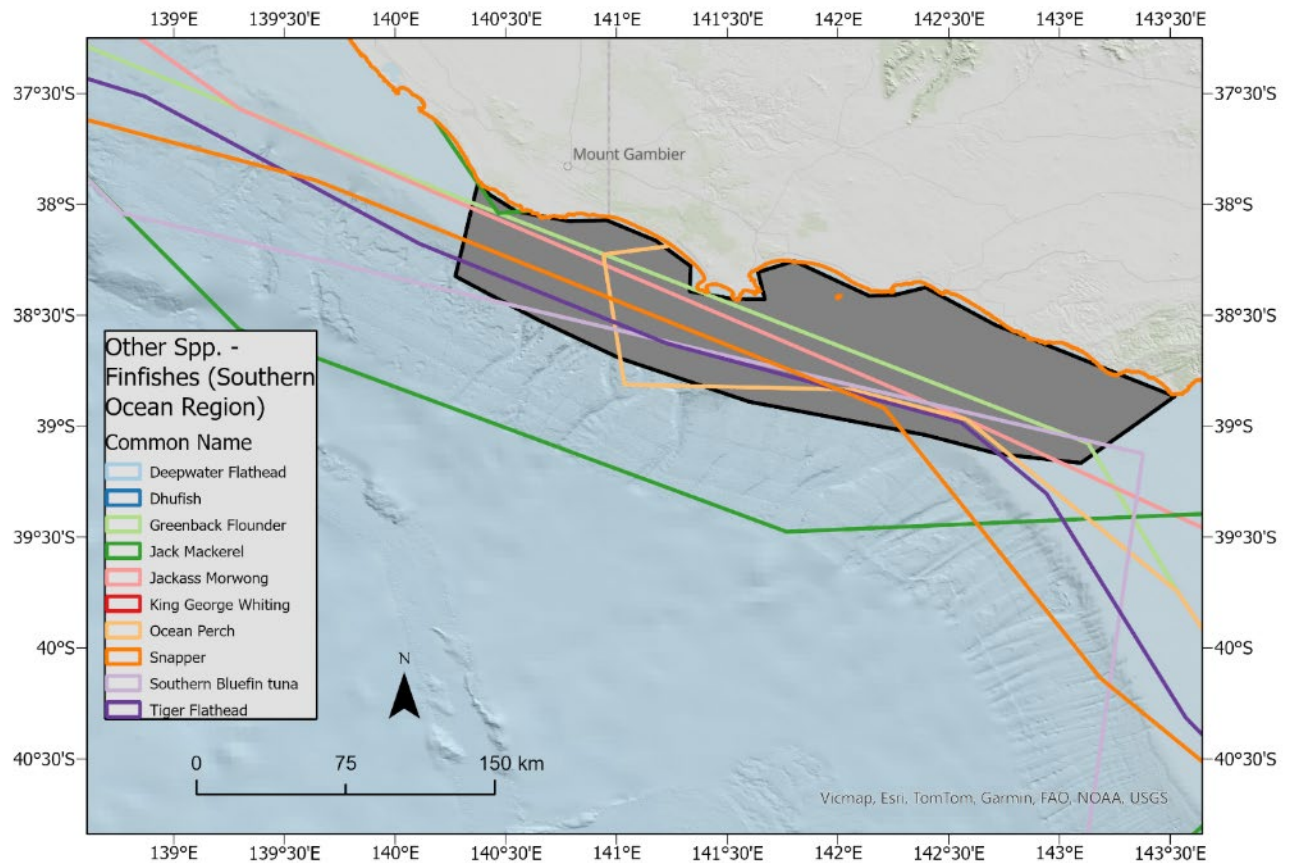 139°E 139°30'E 140°E 140°30'E 141°E 141°30'E 142°E 142°30'E 143°E 143°30'E
37°30'S 37°30'S
Mount Gambier
38°S 38°S
38°30'S 38°30'S
Other Spp. -
Finfishes (Southern
Ocean Region)
Common Name
Deepwater Flathead
Dhufish
Greenback Flounder
Jack Mackerel
Jackass Morwong
King George Whiting
Ocean Perch
Snapper
Southern Bluefin tuna
Tiger Flathead
39°S 39°S
39°30'S 39°30'S
40°S 40°S
N
40°30'S 40°30'S
0 75 150 km
Vicmap, Esri, TomTom, Garmin, FAO, NOAA, USGS
139°E 139°30'E 140°E 140°30'E 141°E 141°30'E 142°E 142°30'E 143°E 143°30'E